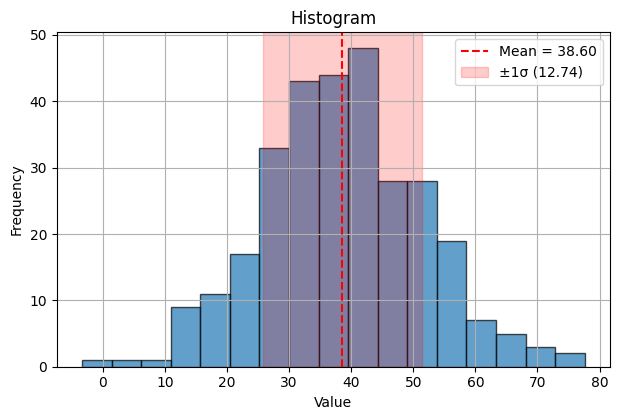 Histogram
Mean = 38.60
±1σ (12.74)
Frequency
50
40
30
20
10
0
0 10 20 30 40 50 60 70 80
Value